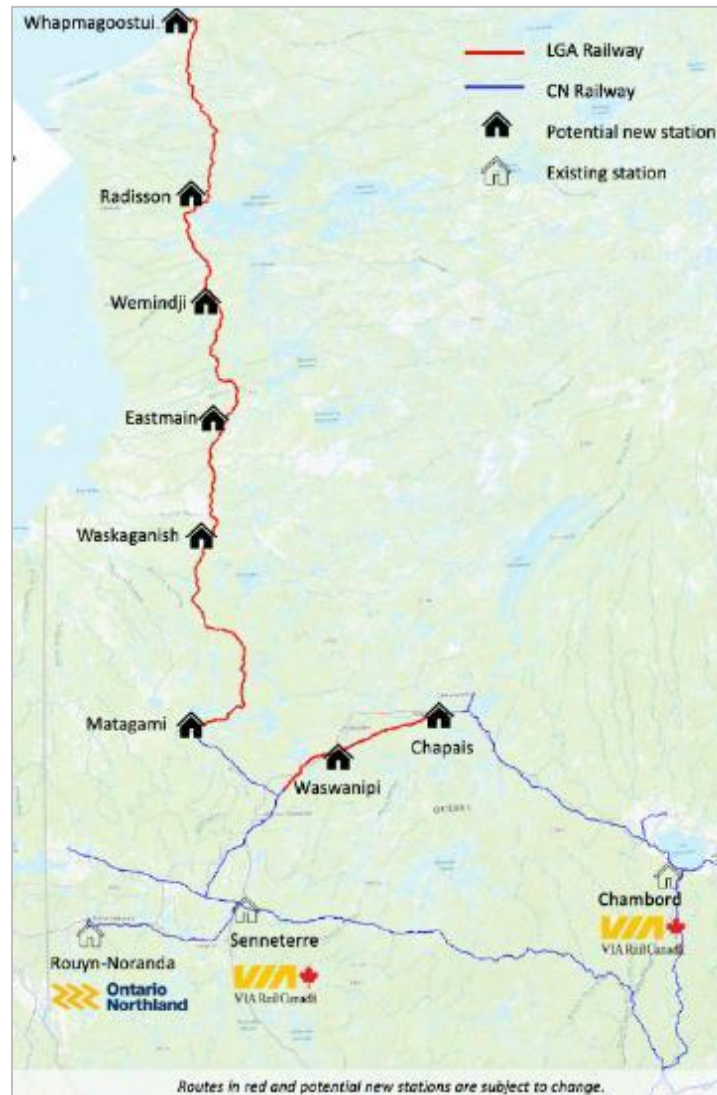 Whapmagoostui
LGA Railway
CN Railway
Potential new station
Existing station
Radisson
Wemindji
Eastmain
Waskaganish
Matagami
Chapais
Waswanipi
QUÉBEC
Chambord
VIA
VIA Rail Canada
Senneterre
Rouyn-Noranda
VIA
VIA Rail Canada
Ontario
Northland
Routes in red and potential new stations are subject to change.